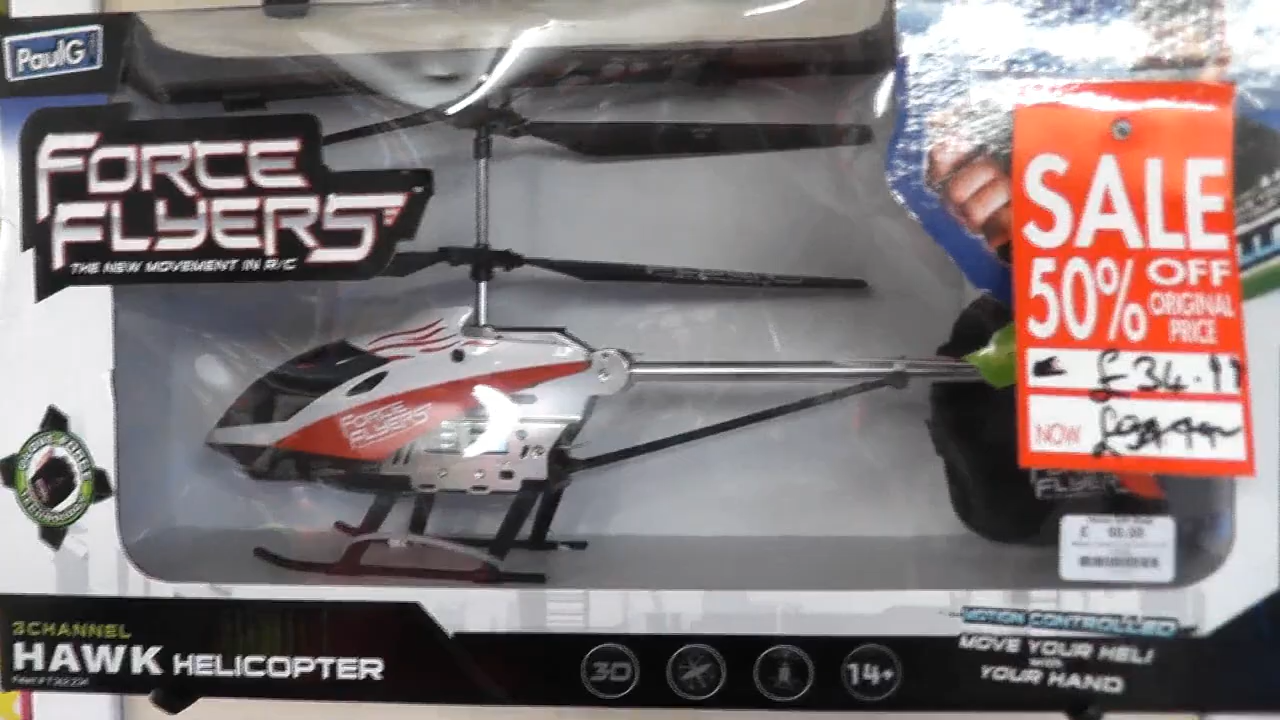 PaulG
FORCE
FLYERS
THE NEW MOVEMENT IN R/C
FORCE
FLYERS
SALE
50% OFF
ORIGINAL
PRICE
£34.99
NOW
FLYERS
£
3 CHANNEL
HAWK HELICOPTER
3D
14+
MOTION CONTROLLED
MOVE YOUR HELI
with
YOUR HAND